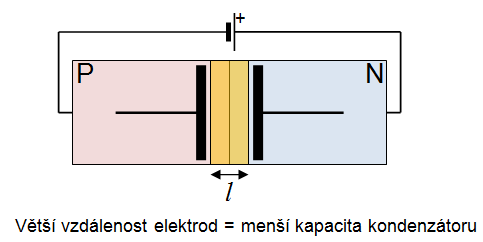 +
P
N
l
Větší vzdálenost elektrod = menší kapacita kondenzátoru